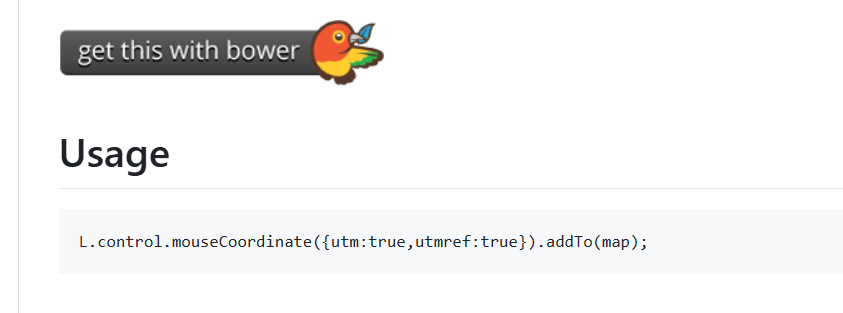 get this with bower
Usage
L.control.mouseCoordinate({utm:true,utmref:true}).addTo(map);